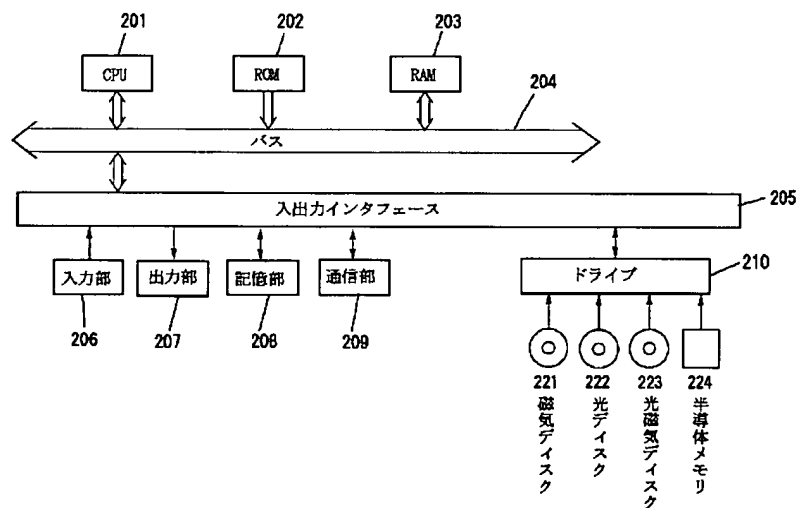 201
202
203
CPU
ROM
RAM
204
バス
入出力インタフェース
205
入力部
出力部
記憶部
通信部
ドライブ
210
206
207
208
209
221
222
223
224
磁気ディスク
光ディスク
光磁気ディスク
半導体メモリ